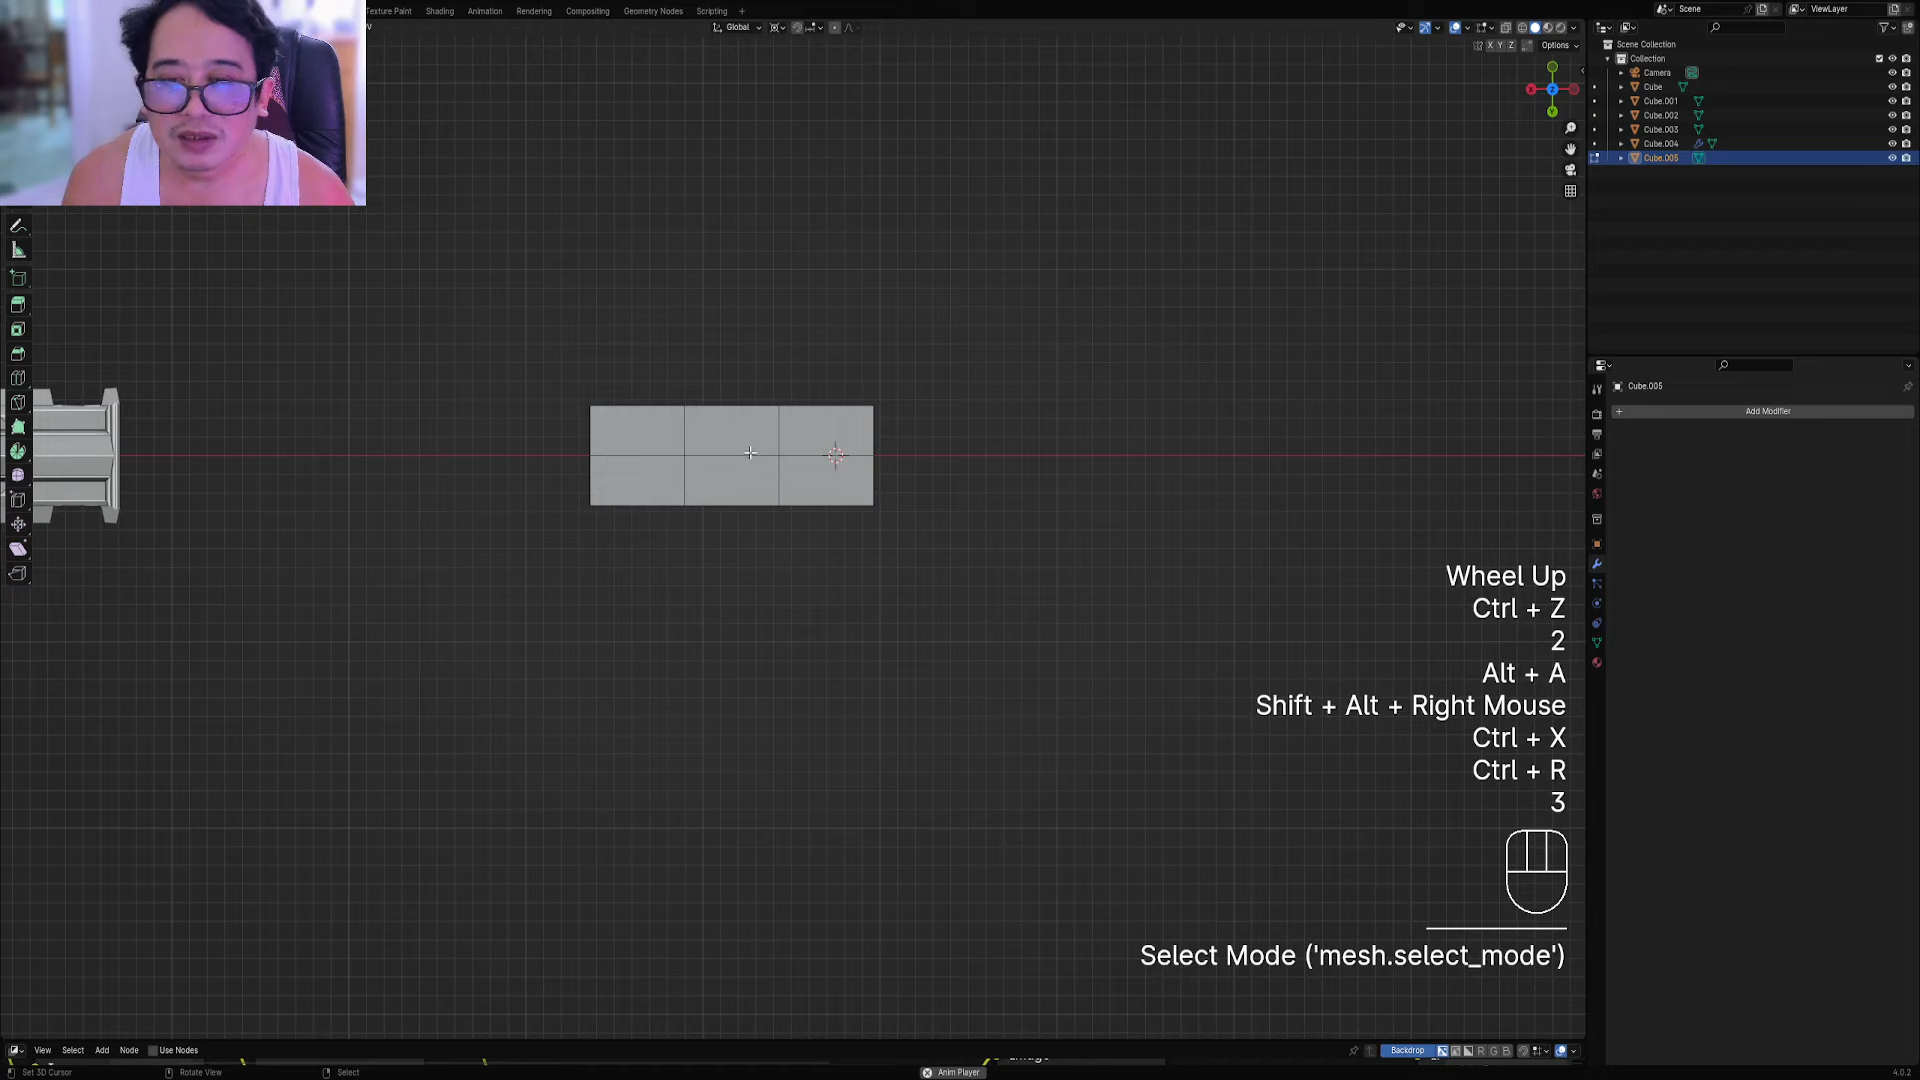 Texture Paint Shading Animation Rendering Compositing Geometry Nodes Scripting +
Scene ViewLayer
Global
X Y Z Options
Scene Collection
Collection
Camera
Cube
Cube.001
Cube.002
Cube.003
Cube.004
Cube.005
Cube.005
+ Add Modifier
Wheel Up
Ctrl + Z
2
Alt + A
Shift + Alt + Right Mouse
Ctrl + X
Ctrl + R
3
Select Mode ('mesh.select_mode')
View Select Add Node Use Nodes
Backdrop R G B
Set 3D Cursor Rotate View Select Anim Player 4.0.2